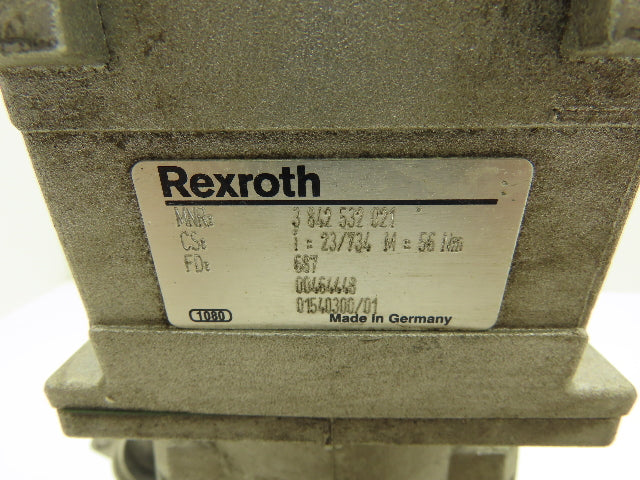 Rexroth
MNR: 3 842 532 021
CS: i = 23/734 M = 56 Nm
FD: 687
00464448
01540300/01
1080 Made in Germany